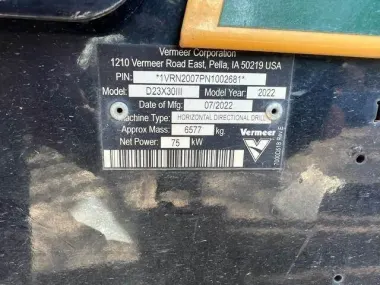 Vermeer Corporation
1210 Vermeer Road East, Pella, IA 50219 USA
PIN: *1VRN2007PN1002681*
Model: D23X30III Model Year: 2022
Date of Mfg: 07/2022
Machine Type: HORIZONTAL DIRECTIONAL DRILL
Approx Mass: 6577 kg.
Net Power: 75 kW
Vermeer